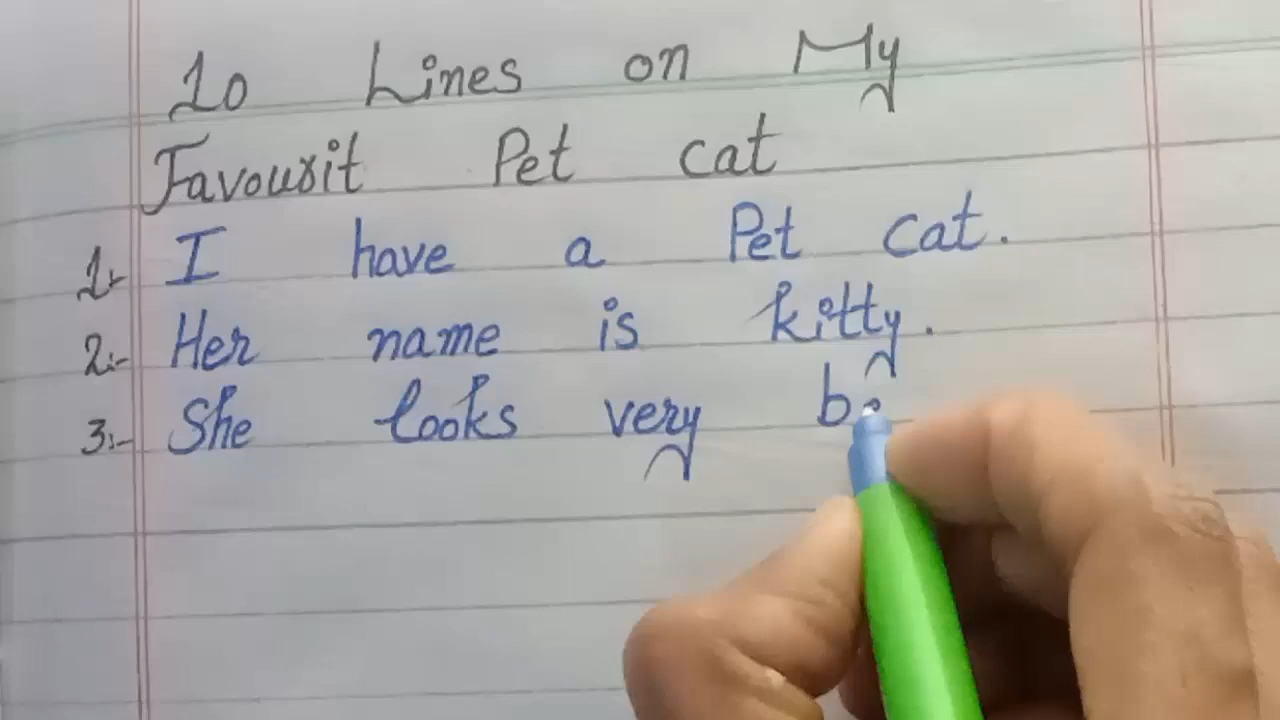 10 Lines on My
Favourit Pet cat
1:- I have a Pet cat.
2:- Her name is kitty.
3:- She looks very